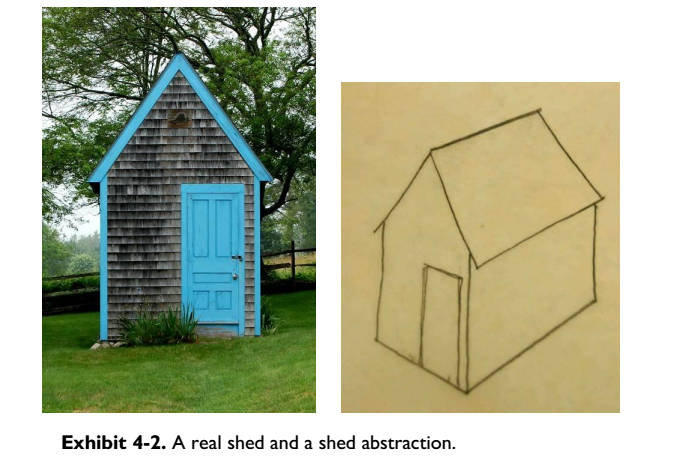 Exhibit 4-2. A real shed and a shed abstraction.